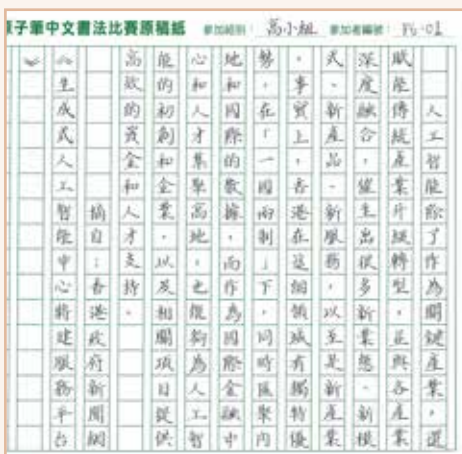 原子筆中文書法比賽原稿紙 參加組別：高小組 參加者編號：P6-01
人工智能除了作為關鍵產業，還
賦能傳統產業升級轉型並與各產業
深度融合，催生出很多新業態、新模
式、新產品、新服務，以至是新產業
。事實上，香港在這個領域有獨特優
勢，在「一國兩制」下同時匯聚內
地和國際的數據，而作為國際金融中
心和人才集聚高地，也能夠為人工智
能的初創和企業，以及相關項目提供
高效的資金和人才支持。
摘自：香港政府新聞網
《生成式人工智能中心將建服務平台
》